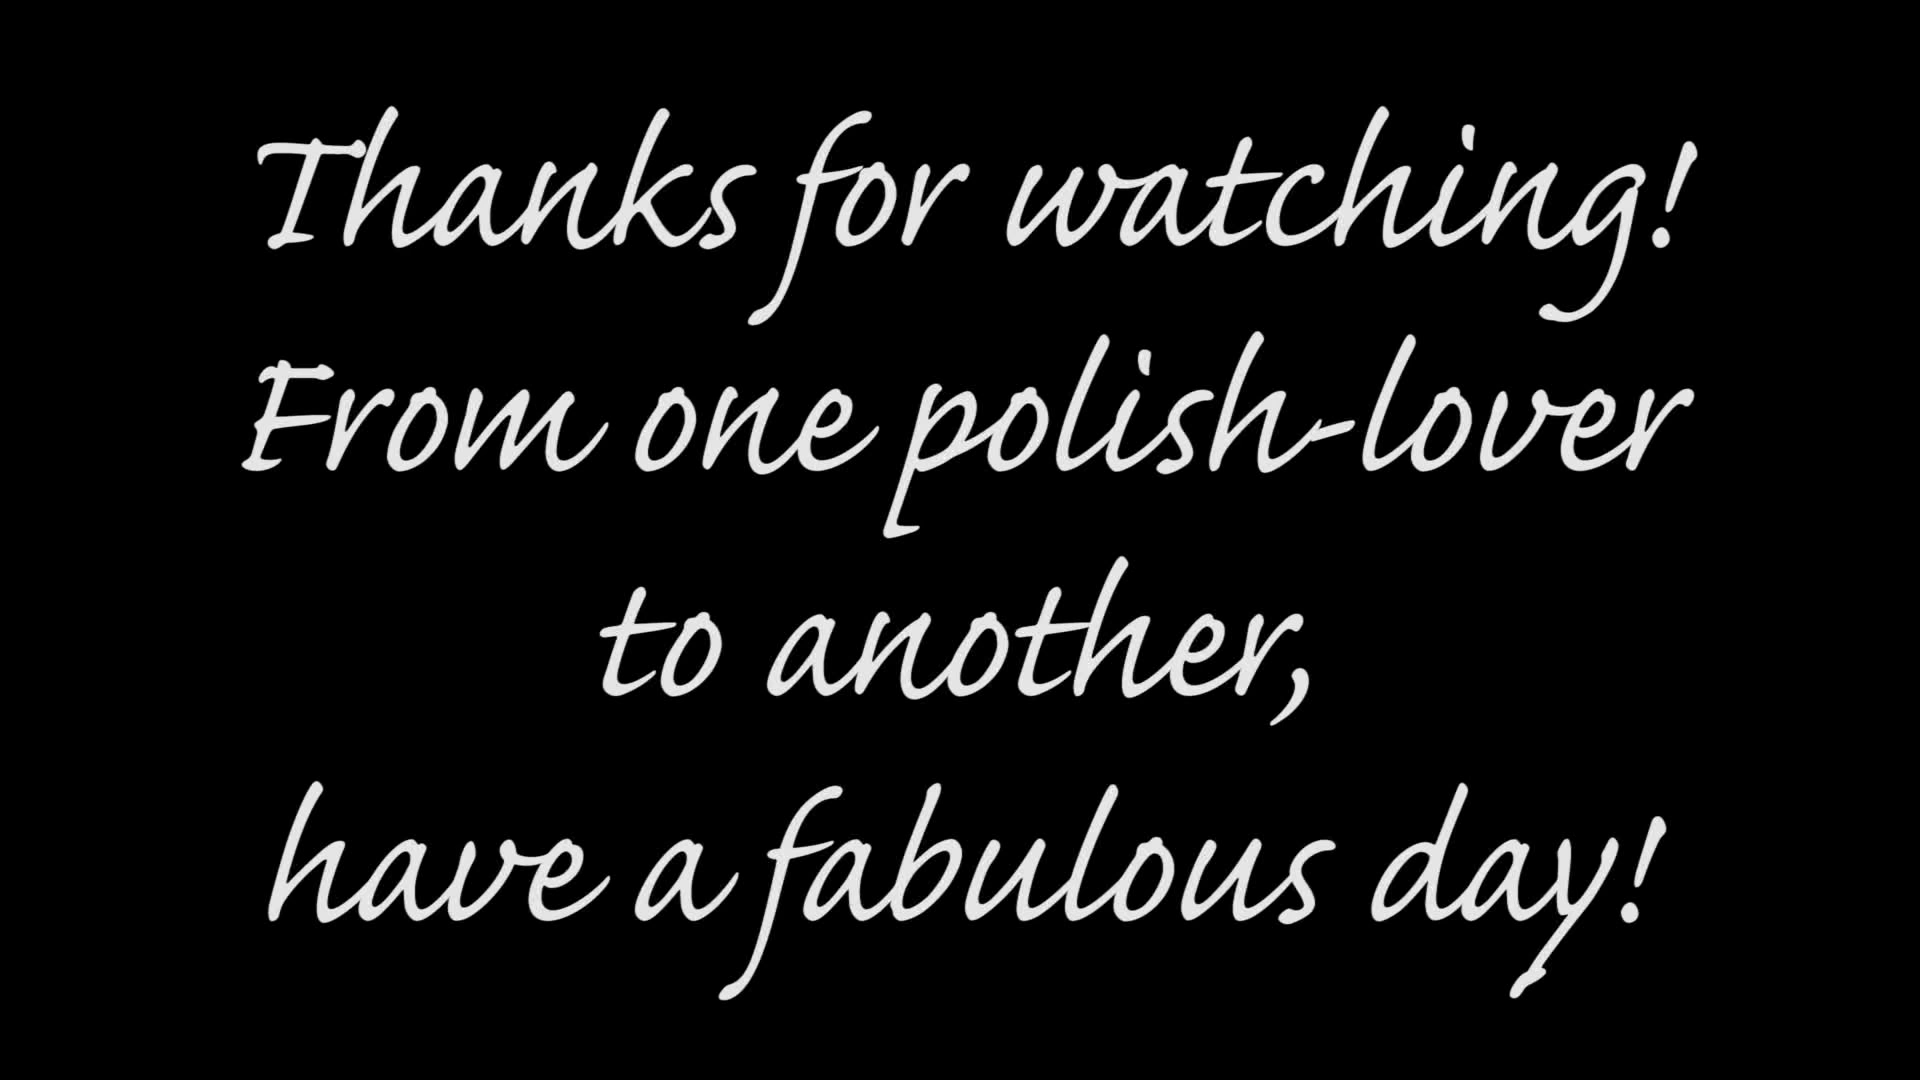 Thanks for watching!
From one polish-lover
to another,
have a fabulous day!